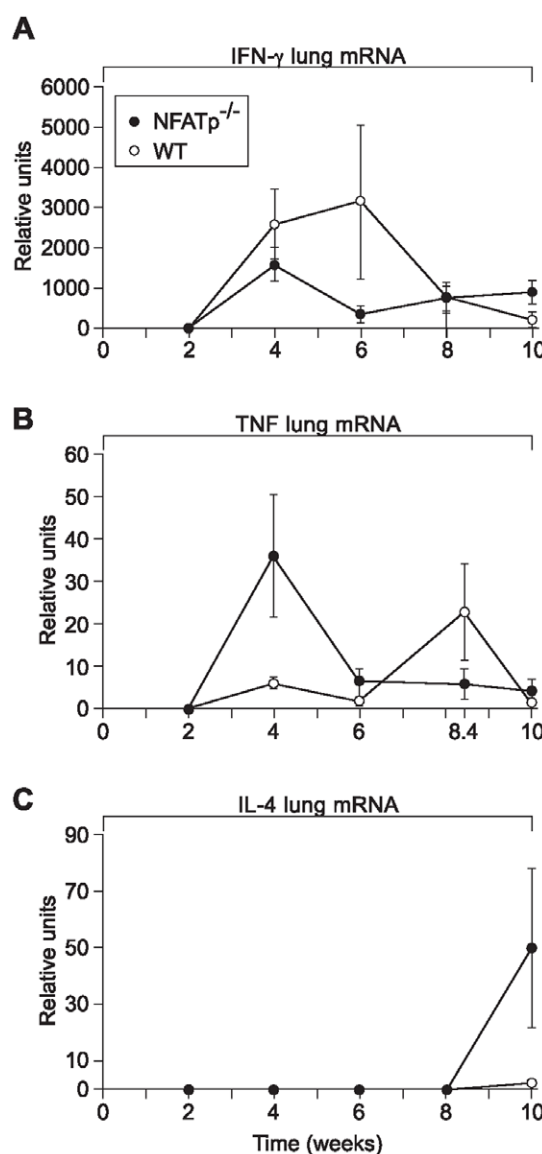 A
IFN-γ lung mRNA
6000
5000
4000
3000
2000
1000
0
Relative units
NFATp-/-
WT
0 2 4 6 8 10
B
TNF lung mRNA
60
50
40
30
20
10
0
Relative units
0 2 4 6 8.4 10
C
IL-4 lung mRNA
90
70
50
30
10
0
Relative units
0 2 4 6 8 10
Time (weeks)